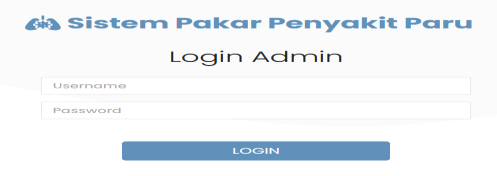 Sistem Pakar Penyakit Paru
Login Admin
Username
Password
LOGIN